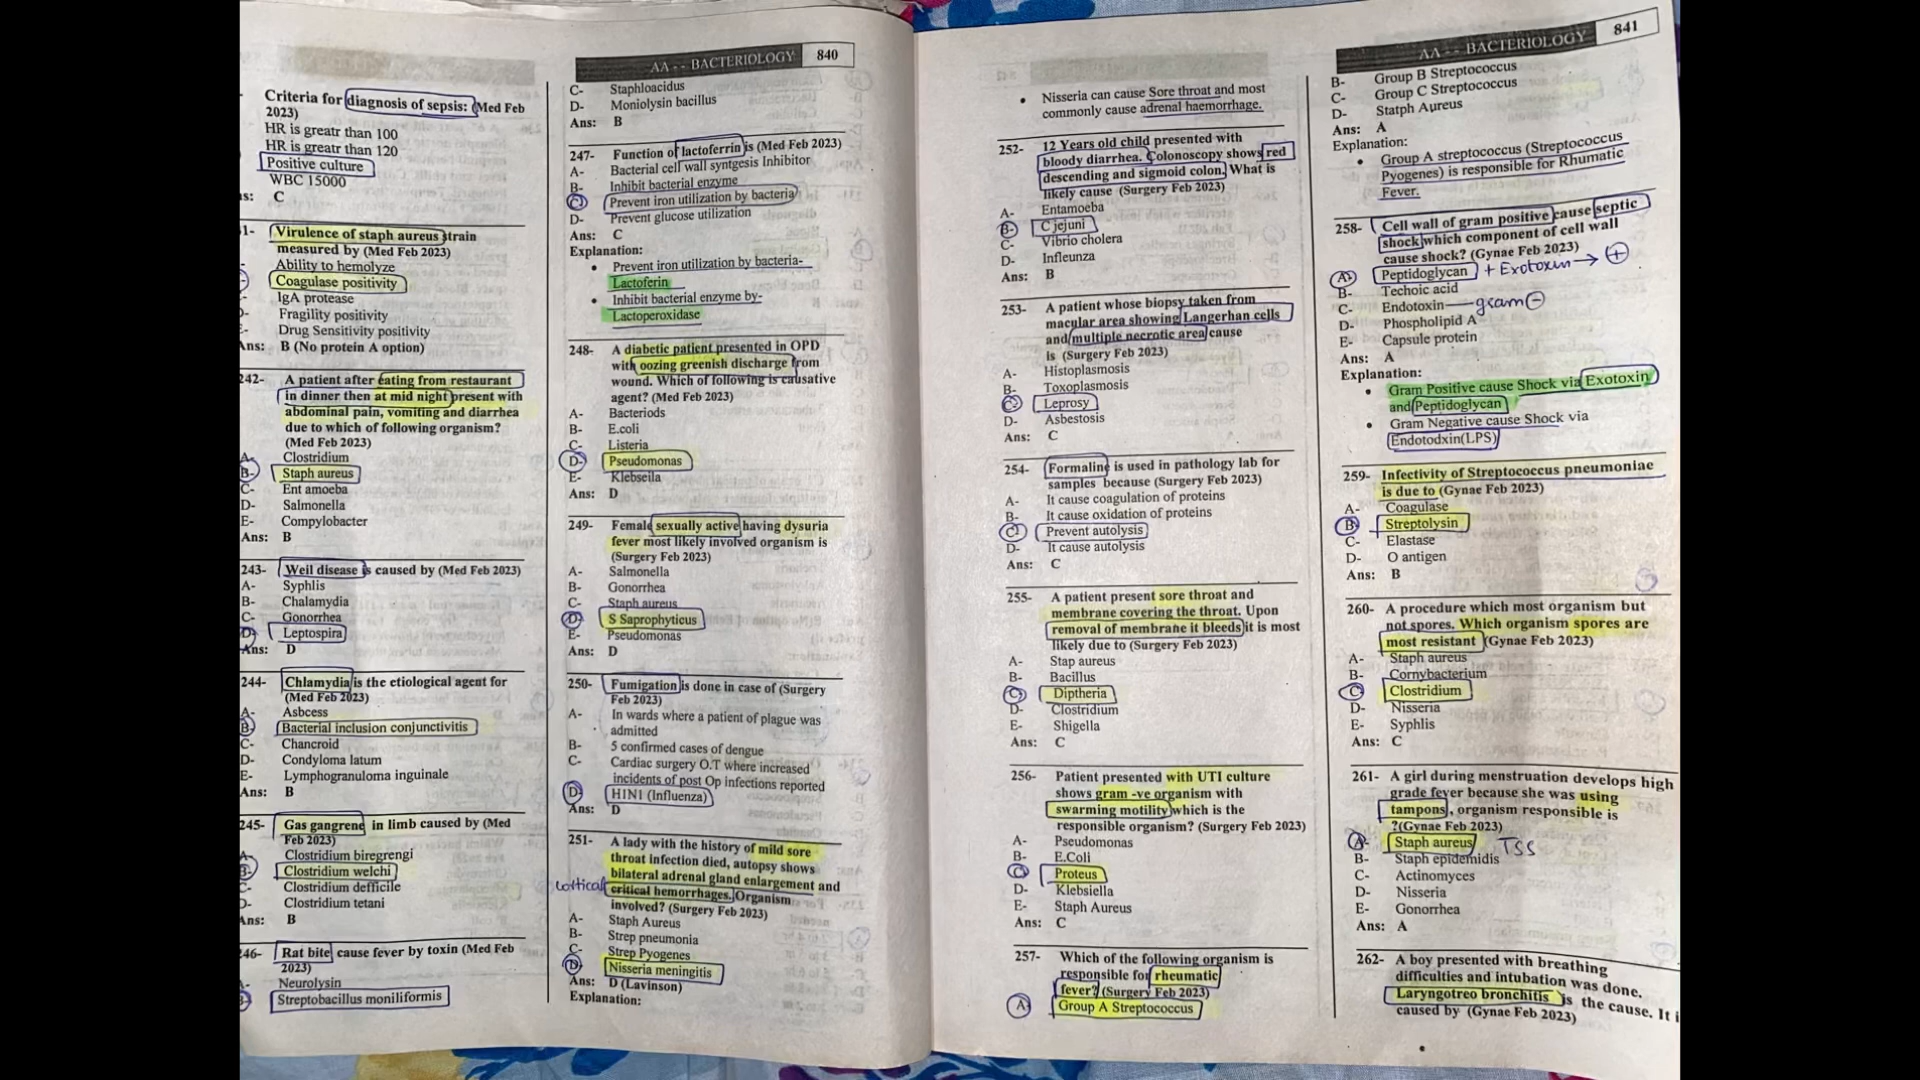 AA -- BACTERIOLOGY 840
Criteria for diagnosis of sepsis: (Med Feb
2023)
HR is greatr than 100
HR is greatr than 120
Positive culture
WBC 15000
ns: C
1- Virulence of staph aureus strain
measured by (Med Feb 2023)
Ability to hemolyze
Coagulase positivity
IgA protease
Fragility positivity
Drug Sensitivity positivity
Ans: B (No protein A option)
242- A patient after eating from restaurant
in dinner then at mid night present with
abdominal pain, vomiting and diarrhea
due to which of following organism?
(Med Feb 2023)
A- Clostridium
B- Staph aureus
C- Ent amoeba
D- Salmonella
E- Compylobacter
Ans: B
243- Weil disease is caused by (Med Feb 2023)
A- Syphlis
B- Chalamydia
C- Gonorrhea
D- Leptospira
Ans: D
244- Chlamydia is the etiological agent for
(Med Feb 2023)
A- Asbcess
B- Bacterial inclusion conjunctivitis
C- Chancroid
D- Condyloma latum
E- Lymphogranuloma inguinale
Ans: B
245- Gas gangrene in limb caused by (Med
Feb 2023)
A- Clostridium biregrengi
B- Clostridium welchi
C- Clostridium defficile
D- Clostridium tetani
Ans: B
246- Rat bite cause fever by toxin (Med Feb
2023)
A- Neurolysin
B- Streptobacillus moniliformis
C- Staphloacidus
D- Moniolysin bacillus
Ans: B
247- Function of lactoferrin is (Med Feb 2023)
A- Bacterial cell wall syntgesis Inhibitor
B- Inhibit bacterial enzyme
C- Prevent iron utilization by bacteria
D- Prevent glucose utilization
Ans: C
Explanation:
• Prevent iron utilization by bacteria-
Lactoferin
• Inhibit bacterial enzyme by-
Lactoperoxidase
248- A diabetic patient presented in OPD
with oozing greenish discharge from
wound. Which of following is causative
agent? (Med Feb 2023)
A- Bacteriods
B- E.coli
C- Listeria
D- Pseudomonas
E- Klebseila
Ans: D
249- Female sexually active having dysuria
fever most likely involved organism is
(Surgery Feb 2023)
A- Salmonella
B- Gonorrhea
C- Staph aureus
D- S Saprophyticus
E- Pseudomonas
Ans: D
250- Fumigation is done in case of (Surgery
Feb 2023)
A- In wards where a patient of plague was
admitted
B- 5 confirmed cases of dengue
C- Cardiac surgery O.T where increased
incidents of post Op infections reported
D- H1N1 (Influenza)
Ans: D
251- A lady with the history of mild sore
throat infection died, autopsy shows
bilateral adrenal gland enlargement and
cortical critical hemorrhages. Organism
involved? (Surgery Feb 2023)
A- Staph Aureus
B- Strep pneumonia
C- Strep Pyogenes
D- Nisseria meningitis
Ans: D (Lavinson)
Explanation:
AA -- BACTERIOLOGY 841
• Nisseria can cause Sore throat and most
commonly cause adrenal haemorrhage.
252- 12 Years old child presented with
bloody diarrhea. Colonoscopy shows red
descending and sigmoid colon. What is
likely cause (Surgery Feb 2023)
A- Entamoeba
B- C jejuni
C- Vibrio cholera
D- Infleunza
Ans: B
253- A patient whose biopsy taken from
macular area showing Langerhan cells
and multiple necrotic area cause
is (Surgery Feb 2023)
A- Histoplasmosis
B- Toxoplasmosis
C- Leprosy
D- Asbestosis
Ans: C
254- Formaline is used in pathology lab for
samples because (Surgery Feb 2023)
A- It cause coagulation of proteins
B- It cause oxidation of proteins
C- Prevent autolysis
D- It cause autolysis
Ans: C
255- A patient present sore throat and
membrane covering the throat. Upon
removal of membrane it bleeds it is most
likely due to (Surgery Feb 2023)
A- Stap aureus
B- Bacillus
C- Diptheria
D- Clostridium
E- Shigella
Ans: C
256- Patient presented with UTI culture
shows gram -ve organism with
swarming motility which is the
responsible organism? (Surgery Feb 2023)
A- Pseudomonas
B- E.Coli
C- Proteus
D- Klebsiella
E- Staph Aureus
Ans: C
257- Which of the following organism is
responsible for rheumatic
fever? (Surgery Feb 2023)
A Group A Streptococcus
B- Group B Streptococcus
C- Group C Streptococcus
D- Statph Aureus
Ans: A
Explanation:
• Group A streptococcus (Streptococcus
Pyogenes) is responsible for Rhumatic
Fever.
258- Cell wall of gram positive cause septic
shock which component of cell wall
cause shock? (Gynae Feb 2023)
A- Peptidoglycan + Exotoxin → +
B- Techoic acid
C- Endotoxin — gram -
D- Phospholipid A
E- Capsule protein
Ans: A
Explanation:
• Gram Positive cause Shock via Exotoxin
and Peptidoglycan
• Gram Negative cause Shock via
Endotodxin(LPS)
259- Infectivity of Streptococcus pneumoniae
is due to (Gynae Feb 2023)
A- Coagulase
B- Streptolysin
C- Elastase
D- O antigen
Ans: B
260- A procedure which most organism but
not spores. Which organism spores are
most resistant (Gynae Feb 2023)
A- Staph aureus
B- Cornybacterium
C- Clostridium
D- Nisseria
E- Syphlis
Ans: C
261- A girl during menstruation develops high
grade fever because she was using
tampons, organism responsible is
?(Gynae Feb 2023)
A- Staph aureus TSS
B- Staph epidemidis
C- Actinomyces
D- Nisseria
E- Gonorrhea
Ans: A
262- A boy presented with breathing
difficulties and intubation was done.
Laryngotreo bronchitis is the cause. It i
caused by (Gynae Feb 2023)